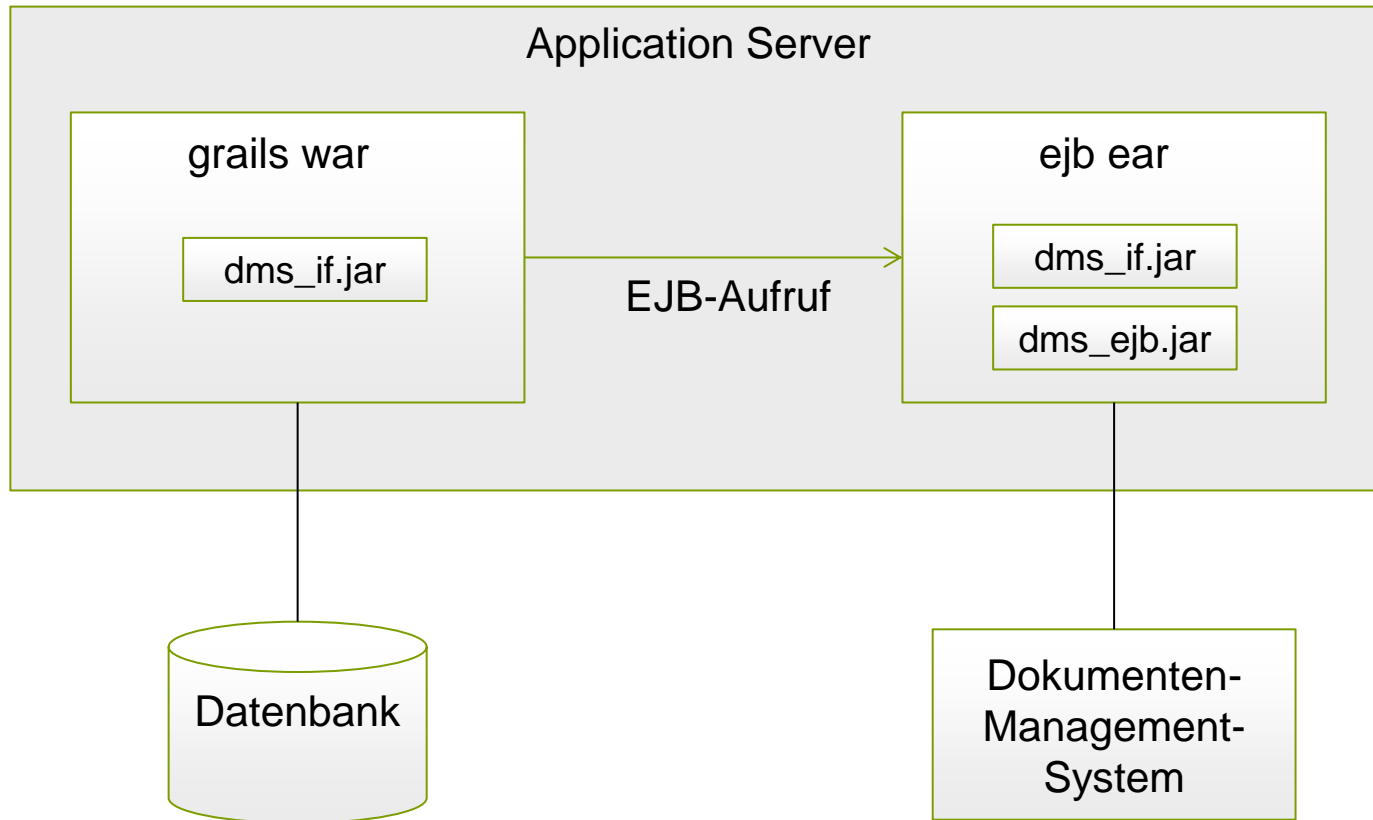 Application Server
grails war
ejb ear
dms_if.jar
EJB-Aufruf
dms_if.jar
dms_ejb.jar
Datenbank
Dokumenten-
Management-
System